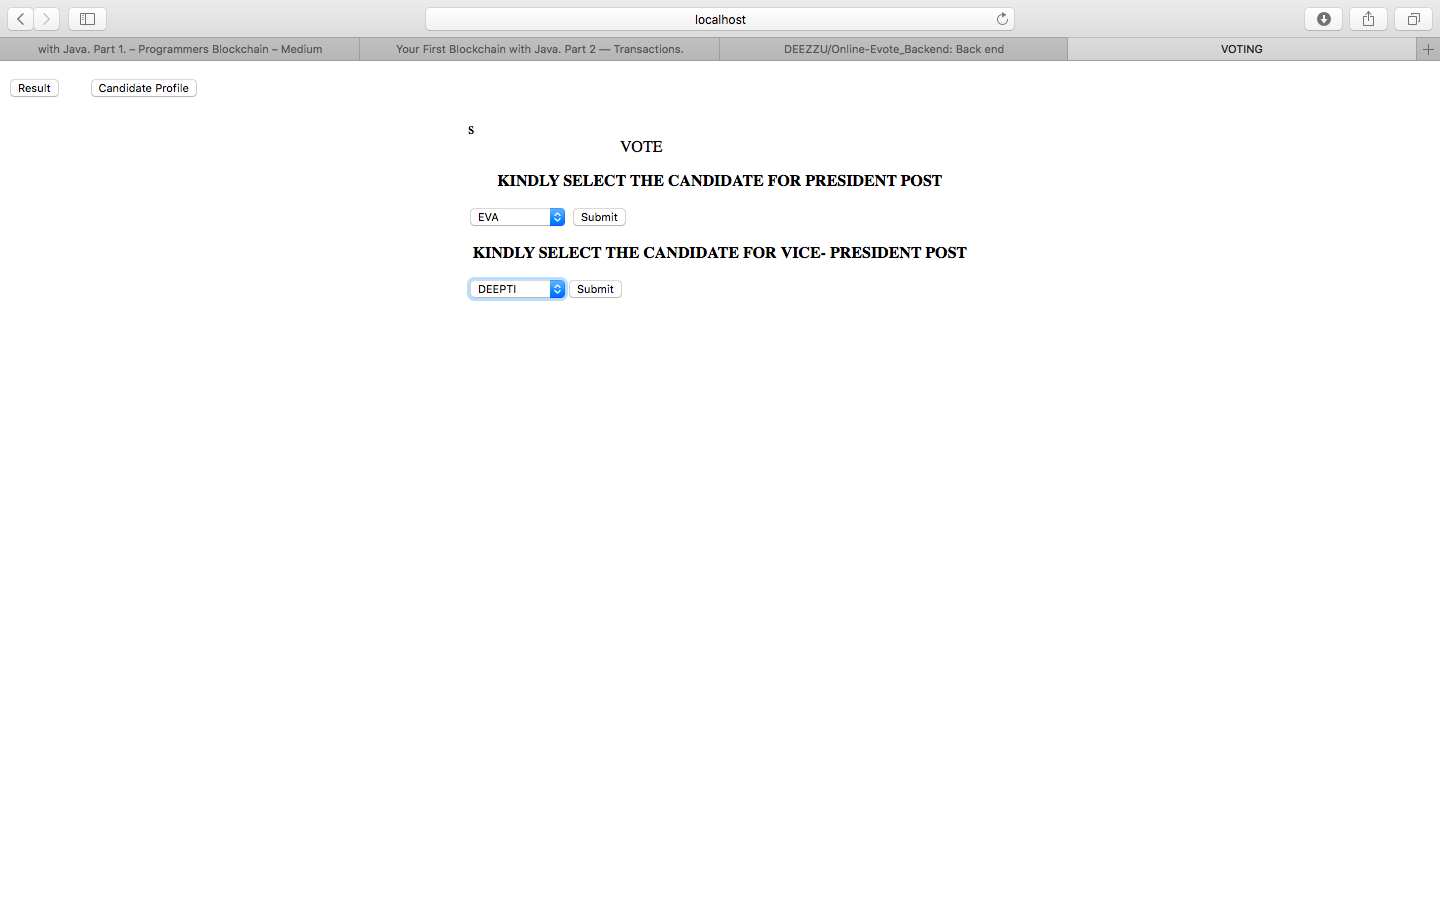 localhost
with Java. Part 1. – Programmers Blockchain – Medium
Your First Blockchain with Java. Part 2 — Transactions.
DEEZZU/Online-Evote_Backend: Back end
VOTING
Result
Candidate Profile
s
VOTE
KINDLY SELECT THE CANDIDATE FOR PRESIDENT POST
EVA
Submit
KINDLY SELECT THE CANDIDATE FOR VICE- PRESIDENT POST
DEEPTI
Submit